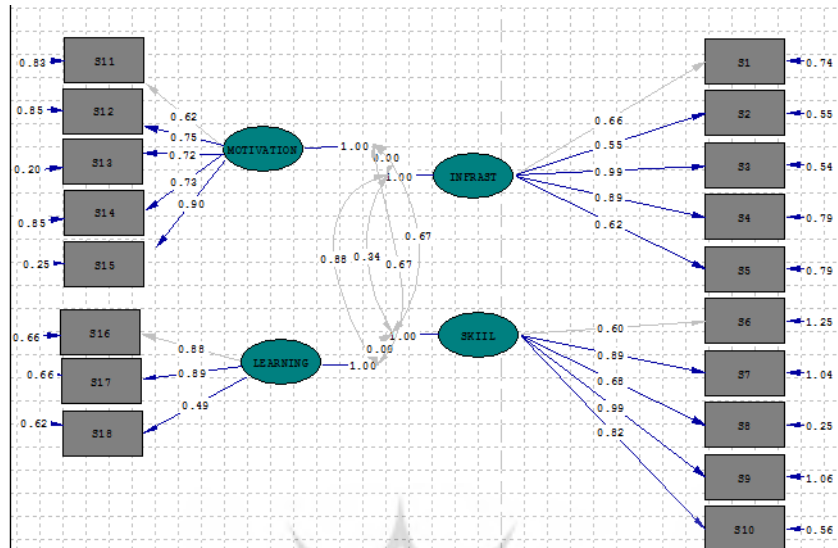 S11
0.83
S12
0.85
S13
0.20
S14
0.85
S15
0.25
0.62
0.75
0.72
0.73
0.90
MOTIVATION
1.00
0.00
1.00
INFRAST
0.66
0.55
0.99
0.89
0.62
S1
0.74
S2
0.55
S3
0.54
S4
0.79
S5
0.79
0.88
0.34
0.67
0.67
S16
0.66
S17
0.66
S18
0.62
0.88
0.89
0.49
LEARNING
1.00
0.00
1.00
SKIIL
0.60
0.89
0.68
0.99
0.82
S6
1.25
S7
1.04
S8
0.25
S9
1.06
S10
0.56